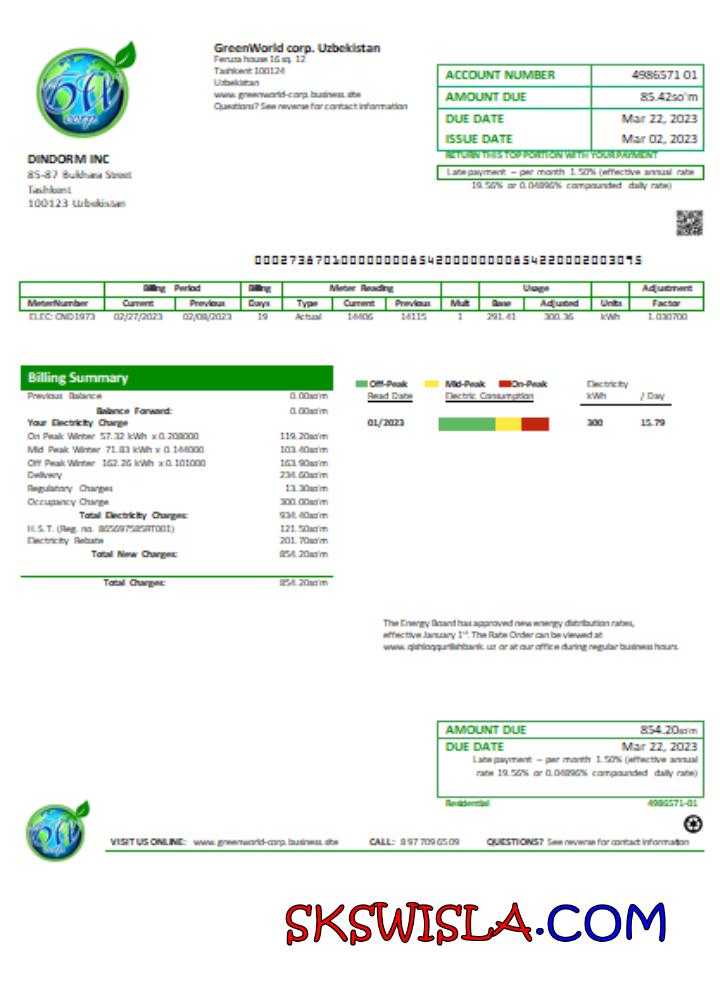 GreenWorld corp. Uzbekistan
Feruza house 16 sq. 12
Tashkent 100124
Uzbekistan
www. greenworld-corp. business. site
Questions? See reverse for contact information
GW
corp.
DINDORM INC
85-87 Bukhara Street
Tashkent
100123 Uzbekistan
ACCOUNT NUMBER 4986571 01
AMOUNT DUE 85.42so'm
DUE DATE Mar 22, 2023
ISSUE DATE Mar 02, 2023
RETURN THIS TOP PORTION WITH YOUR PAYMENT
Late payment – per month 1.50% (effective annual rate
19.56% or 0.04896% compounded daily rate)
Billing Period Billing Meter Reading Usage Adjustment
MeterNumber Current Previous Days Type Current Previous Mult Base Adjusted Units Factor
ELEC: OND1973 02/27/2023 02/08/2023 19 Actual 14406 14115 1 291.41 300.36 kWh 1.030700
Billing Summary
Previous Balance 0.00so'm
Balance Forward: 0.00so'm
Your Electricity Charge
On Peak Winter 57.32 kWh x 0.208000 119.20so'm
Mid Peak Winter 71.83 kWh x 0.144000 103.40so'm
Off Peak Winter 162.26 kWh x 0.101000 163.90so'm
Delivery 234.60so'm
Regulatory Charges 13.30so'm
Occupancy Charge 300.00so'm
Total Electricity Charges: 934.40so'm
H.S.T. (Reg. no. 865697585RT001) 121.50so'm
Electricity Rebate 201.70so'm
Total New Charges: 854.20so'm
Total Charges: 854.20so'm
Off-Peak Mid-Peak On-Peak Electricity
Read Date Electric Consumption kWh / Day
01/2023 300 15.79
The Energy Board has approved new energy distribution rates,
effective January 1st. The Rate Order can be viewed at
www. qishloqqurilishbank. uz or at our office during regular business hours.
AMOUNT DUE 854.20so'm
DUE DATE Mar 22, 2023
Late payment – per month 1.50% (effective annual
rate 19.56% or 0.04896% compounded daily rate)
Residential 4986571-01
GW
VISIT US ONLINE: www. greenworld-corp. business. site CALL: 8 97 709 65 09 QUESTIONS? See reverse for contact information
SKSWISLA.COM